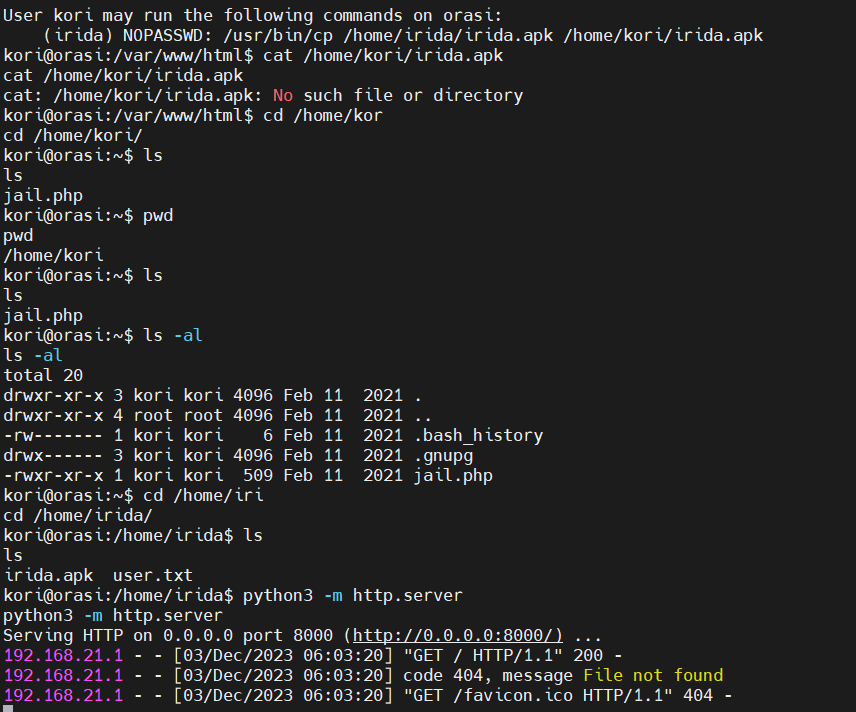 User kori may run the following commands on orasi:
    (irida) NOPASSWD: /usr/bin/cp /home/irida/irida.apk /home/kori/irida.apk
kori@orasi:/var/www/html$ cat /home/kori/irida.apk
cat /home/kori/irida.apk
cat: /home/kori/irida.apk: No such file or directory
kori@orasi:/var/www/html$ cd /home/kor
cd /home/kori/
kori@orasi:~$ ls
ls
jail.php
kori@orasi:~$ pwd
pwd
/home/kori
kori@orasi:~$ ls
ls
jail.php
kori@orasi:~$ ls -al
ls -al
total 20
drwxr-xr-x 3 kori kori 4096 Feb 11  2021 .
drwxr-xr-x 4 root root 4096 Feb 11  2021 ..
-rw------- 1 kori kori    6 Feb 11  2021 .bash_history
drwx------ 3 kori kori 4096 Feb 11  2021 .gnupg
-rwxr-xr-x 1 kori kori  509 Feb 11  2021 jail.php
kori@orasi:~$ cd /home/iri
cd /home/irida/
kori@orasi:/home/irida$ ls
ls
irida.apk  user.txt
kori@orasi:/home/irida$ python3 -m http.server
python3 -m http.server
Serving HTTP on 0.0.0.0 port 8000 (http://0.0.0.0:8000/) ...
192.168.21.1 - - [03/Dec/2023 06:03:20] "GET / HTTP/1.1" 200 -
192.168.21.1 - - [03/Dec/2023 06:03:20] code 404, message File not found
192.168.21.1 - - [03/Dec/2023 06:03:20] "GET /favicon.ico HTTP/1.1" 404 -